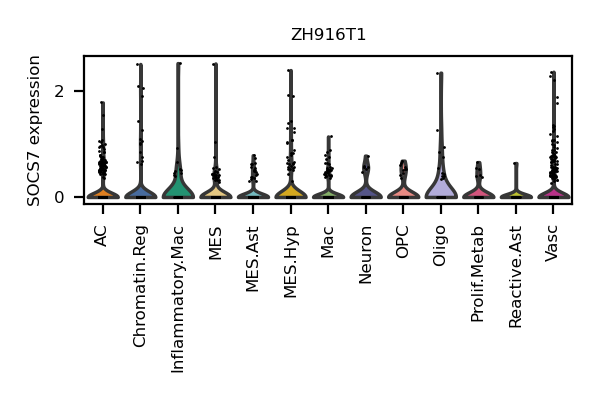 ZH916T1
SOCS7 expression
2
0
AC
Chromatin.Reg
Inflammatory.Mac
MES
MES.Ast
MES.Hyp
Mac
Neuron
OPC
Oligo
Prolif.Metab
Reactive.Ast
Vasc